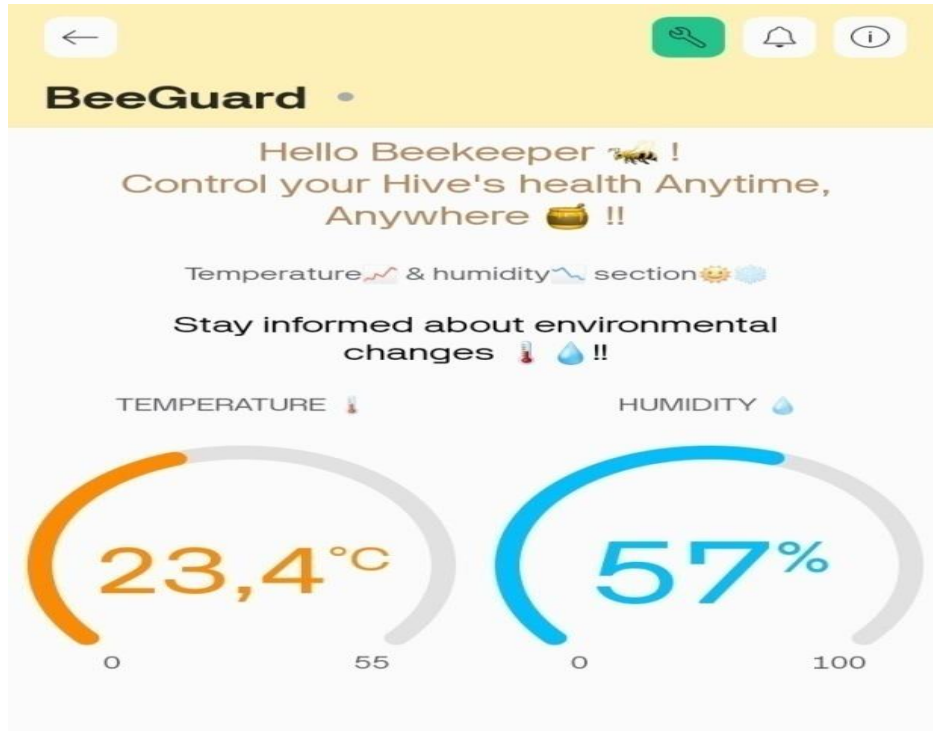 BeeGuard
Hello Beekeeper 🐝 !
Control your Hive's health Anytime,
Anywhere 🍯 !!
Temperature📈 & humidity📉 section🌞❄️
Stay informed about environmental
changes 🌡️ 💧 !!
TEMPERATURE 🌡️
HUMIDITY 💧
23,4°C
57%
0
55
0
100